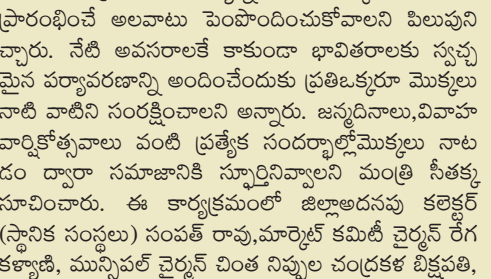 ప్రారంభించే అలవాటు పెంపొందించుకోవాలని పిలుపుని
చ్చారు. నేటి అవసరాలకే కాకుండా భావితరాలకు స్వచ్ఛ
మైన పర్యావరణాన్ని అందించేందుకు ప్రతిఒక్కరూ మొక్కలు
నాటి వాటిని సంరక్షించాలని అన్నారు. జన్మదినాలు,వివాహ
వార్షికోత్సవాలు వంటి ప్రత్యేక సందర్భాల్లోమొక్కలు నాట
డం ద్వారా సమాజానికి స్ఫూర్తినివ్వాలని మంత్రి సీతక్క
సూచించారు. ఈ కార్యక్రమంలో జిల్లాఅదనపు కలెక్టర్
(స్థానిక సంస్థలు) సంపత్ రావు,మార్కెట్ కమిటీ చైర్మన్ రేగ
కళ్యాణి, మున్సిపల్ చైర్మన్ చింత నిప్పుల చంద్రకళ బిక్షపతి,